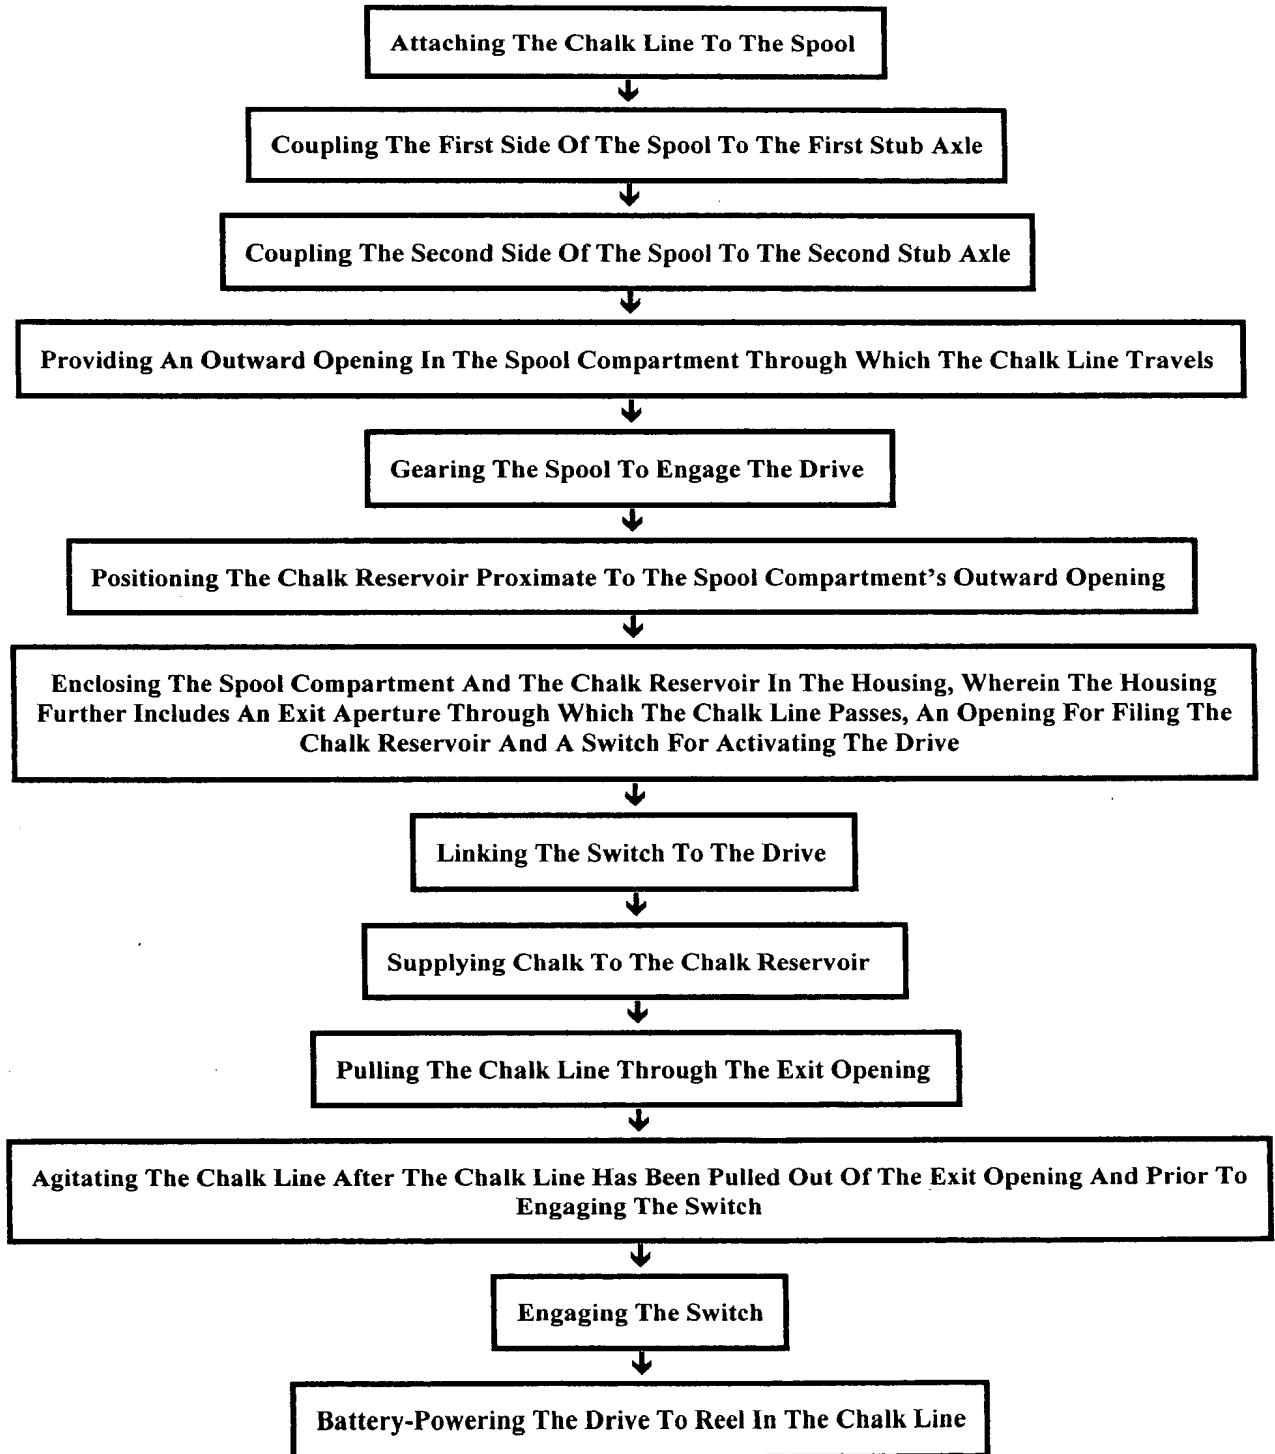 Attaching The Chalk Line To The Spool
Coupling The First Side Of The Spool To The First Stub Axle
Coupling The Second Side Of The Spool To The Second Stub Axle
Providing An Outward Opening In The Spool Compartment Through Which The Chalk Line Travels
Gearing The Spool To Engage The Drive
Positioning The Chalk Reservoir Proximate To The Spool Compartment's Outward Opening
Enclosing The Spool Compartment And The Chalk Reservoir In The Housing, Wherein The Housing
Further Includes An Exit Aperture Through Which The Chalk Line Passes, An Opening For Filing The
Chalk Reservoir And A Switch For Activating The Drive
Linking The Switch To The Drive
Supplying Chalk To The Chalk Reservoir
Pulling The Chalk Line Through The Exit Opening
Agitating The Chalk Line After The Chalk Line Has Been Pulled Out Of The Exit Opening And Prior To
Engaging The Switch
Engaging The Switch
Battery-Powering The Drive To Reel In The Chalk Line